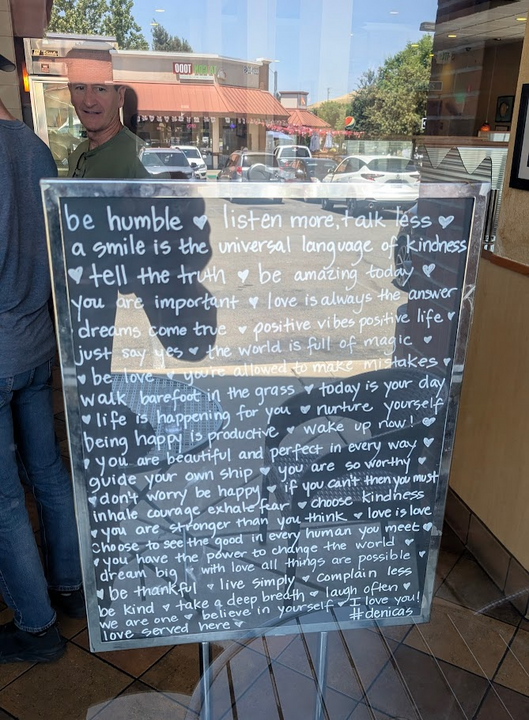 be humble ♥ listen more, talk less ♥
a smile is the universal language of kindness
♥ tell the truth ♥ be amazing today ♥
you are important ♥ love is always the answer
dreams come true ♥ positive vibes positive life ♥
just say yes ♥ the world is full of magic ♥
♥ be love ♥ you're allowed to make mistakes ♥
walk barefoot in the grass ♥ today is your day
♥ life is happening for you ♥ nurture yourself
being happy is productive ♥ wake up now! ♥
♥ you are beautiful and perfect in every way ♥
guide your own ship ♥ you are so worthy ♥
♥ don't worry be happy ♥ if you can't then you must
inhale courage exhale fear ♥ choose kindness
♥ you are stronger than you think ♥ love is love
choose to see the good in every human you meet ♥
♥ you have the power to change the world ♥
dream big ♥ with love all things are possible ♥
♥ be thankful ♥ live simply ♥ complain less
be kind ♥ take a deep breath ♥ laugh often ♥
we are one ♥ believe in yourself ♥ I love you!
love served here ♥ #denicas